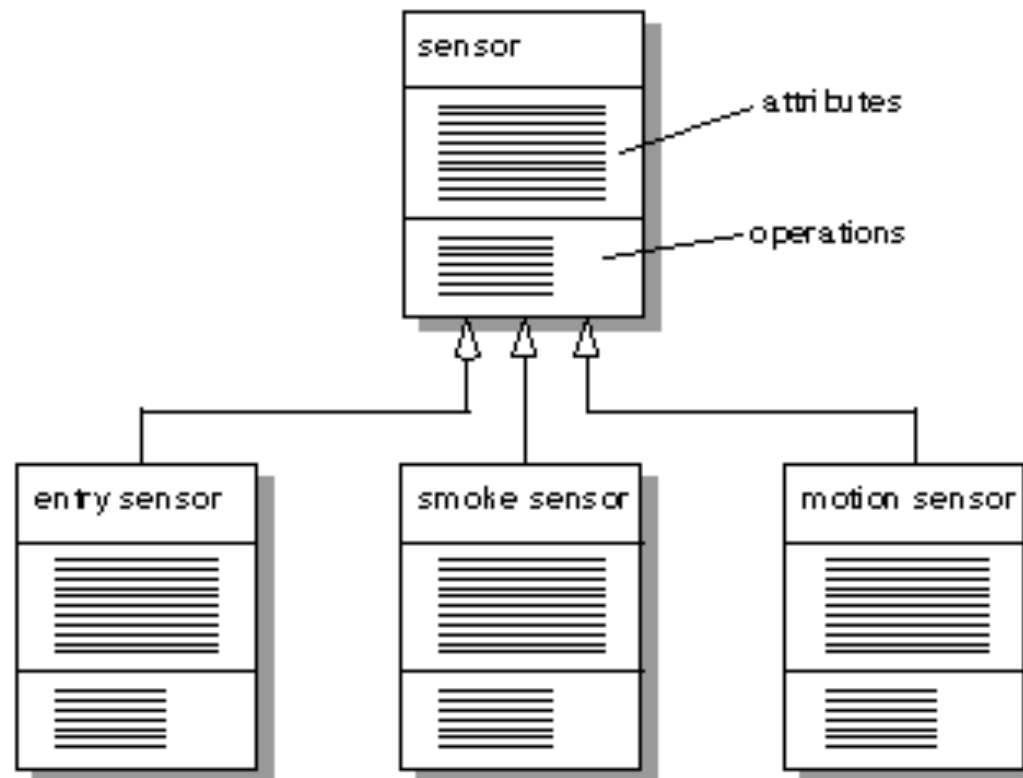 sensor
attributes
operations
entry sensor
smoke sensor
motion sensor